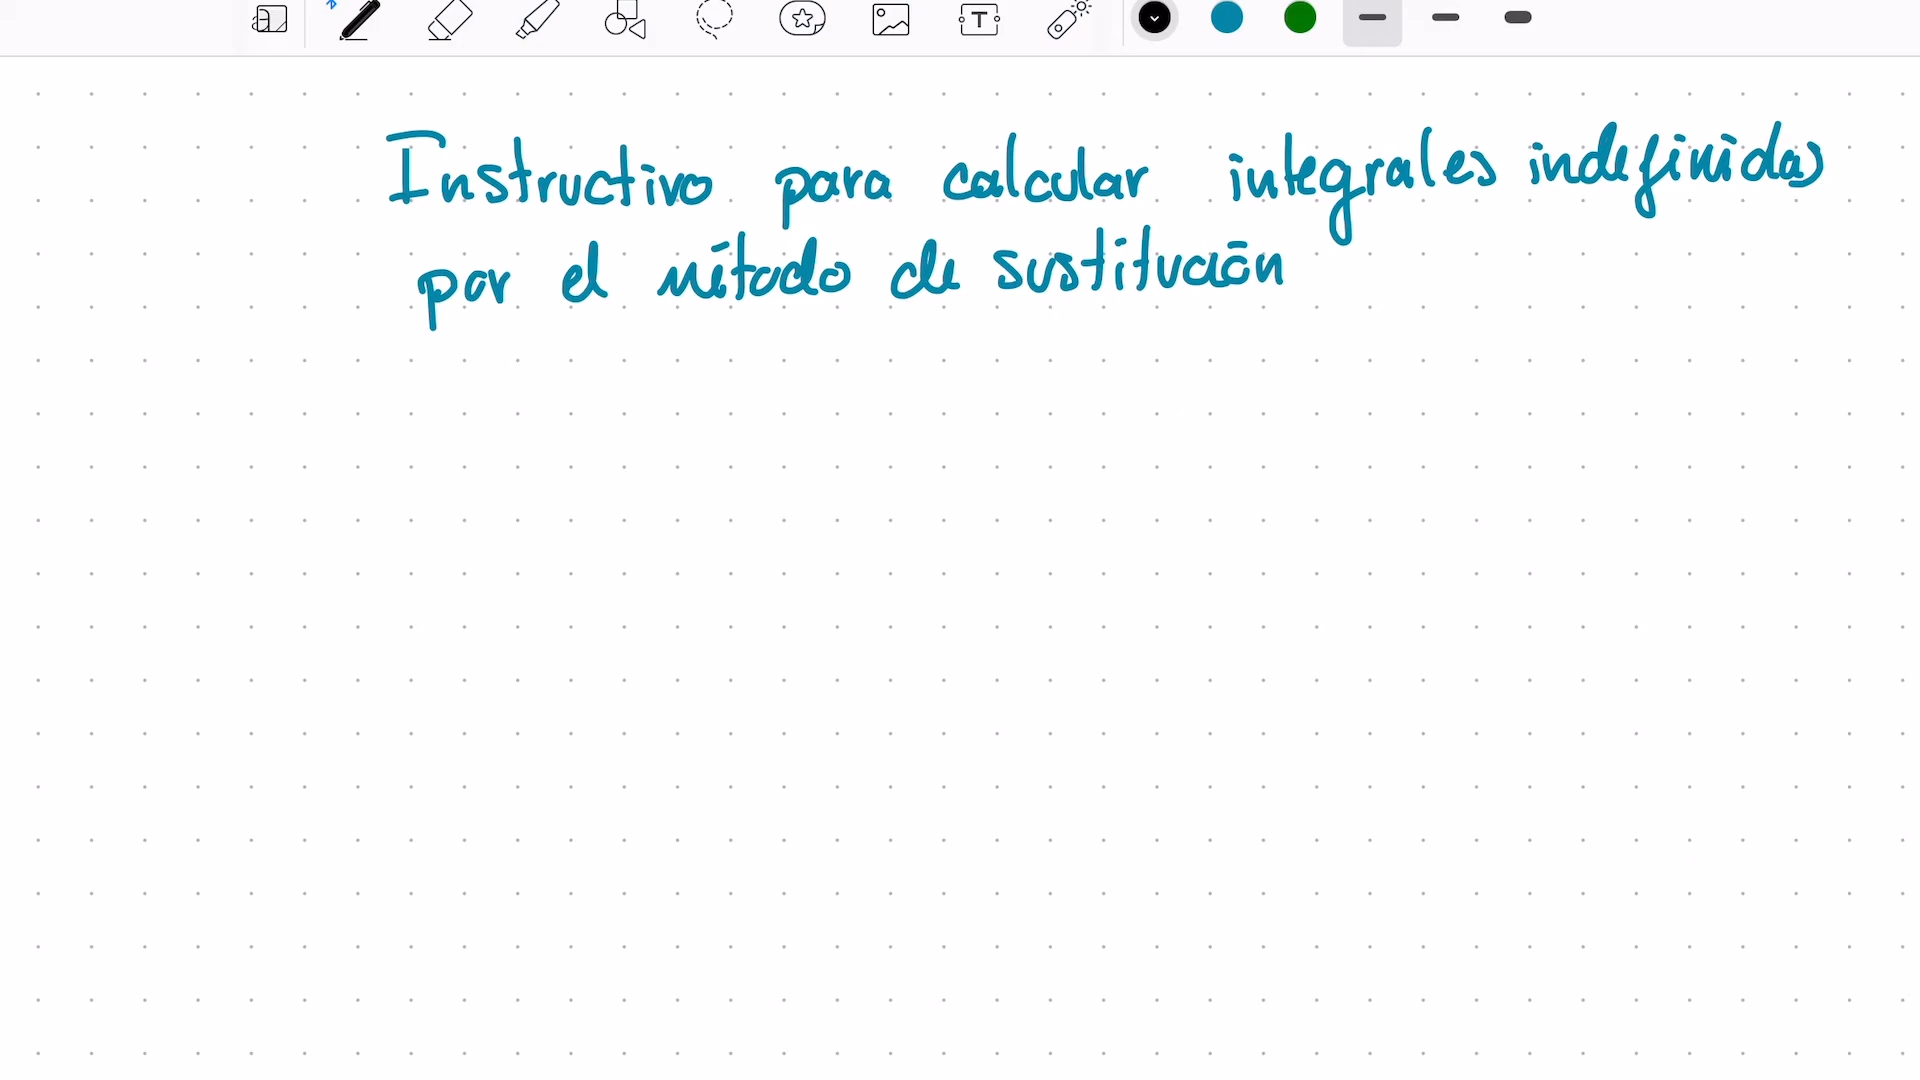 Instructivo para calcular integrales indefinidas
por el método de sustitución